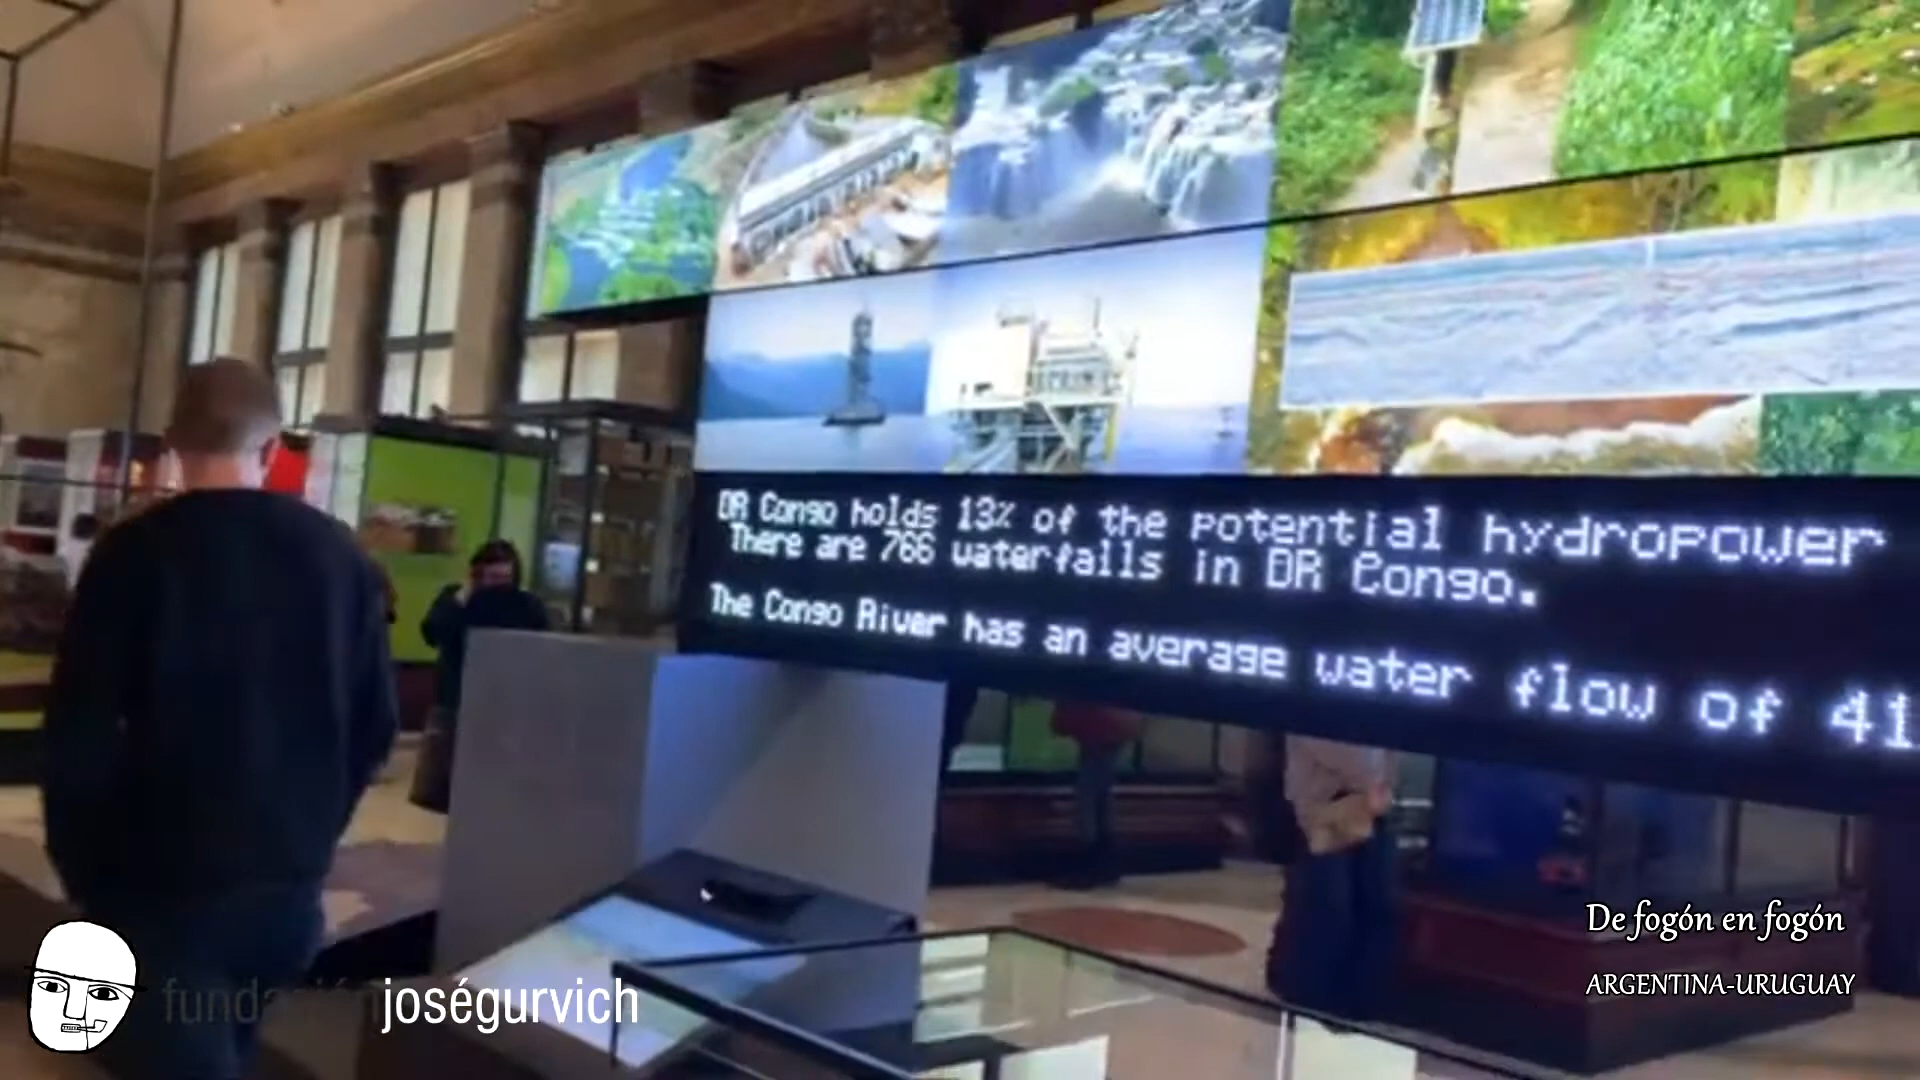 DR Congo holds 13% of the potential hydropower
There are 766 waterfalls in DR Congo.
The Congo River has an average water flow of 41
De fogón en fogón
ARGENTINA-URUGUAY
fundación joségurvich